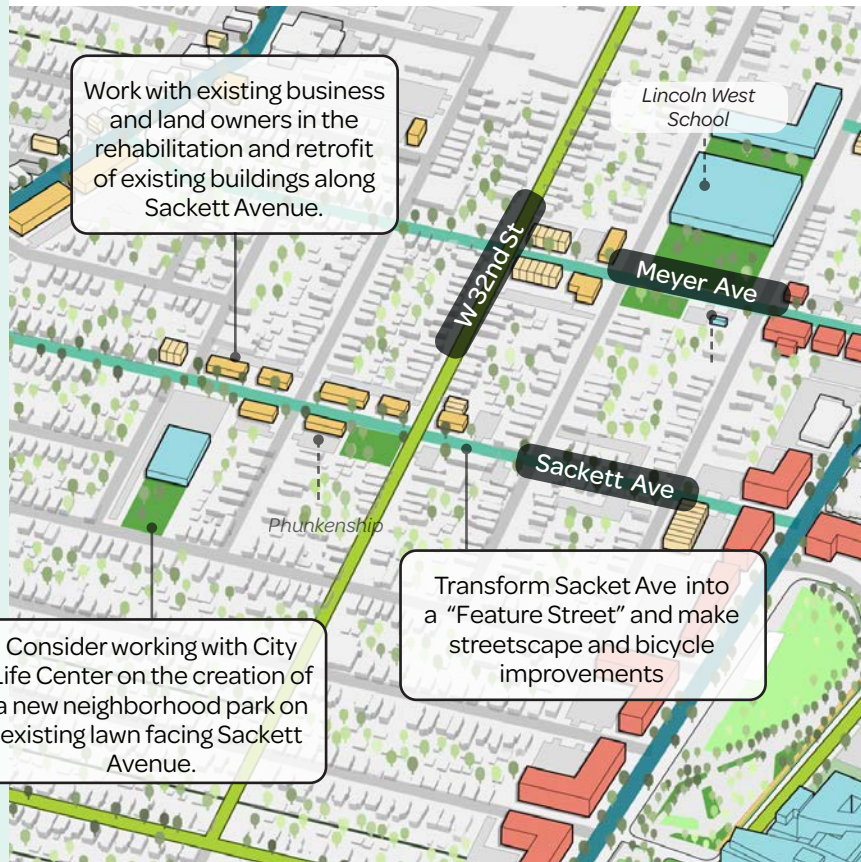 Work with existing business
and land owners in the
rehabilitation and retrofit
of existing buildings along
Sackett Avenue.
Lincoln West
School
W 32nd St
Meyer Ave
Sackett Ave
Phunkenship
Transform Sacket Ave into
a “Feature Street” and make
streetscape and bicycle
improvements
Consider working with City
Life Center on the creation of
a new neighborhood park on
existing lawn facing Sackett
Avenue.